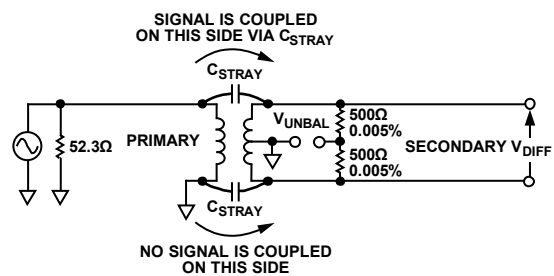 SIGNAL IS COUPLED
ON THIS SIDE VIA CSTRAY
CSTRAY
VUNBAL
500Ω
0.005%
52.3Ω
PRIMARY
SECONDARY VDIFF
500Ω
0.005%
CSTRAY
NO SIGNAL IS COUPLED
ON THIS SIDE